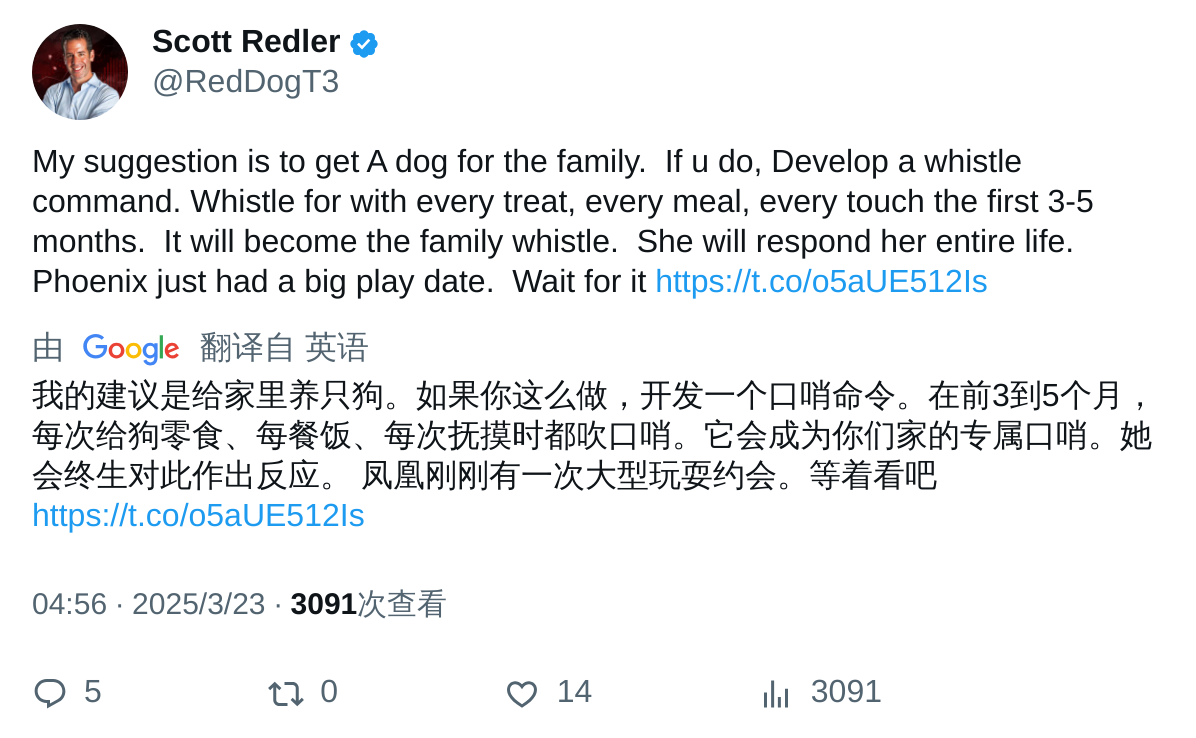 Scott Redler
@RedDogT3
My suggestion is to get A dog for the family.  If u do, Develop a whistle
command. Whistle for with every treat, every meal, every touch the first 3-5
months.  It will become the family whistle.  She will respond her entire life.
Phoenix just had a big play date.  Wait for it https://t.co/o5aUE512Is
由 Google 翻译自 英语
我的建议是给家里养只狗。如果你这么做，开发一个口哨命令。在前3到5个月，
每次给狗零食、每餐饭、每次抚摸时都吹口哨。它会成为你们家的专属口哨。她
会终生对此作出反应。 凤凰刚刚有一次大型玩耍约会。等着看吧
https://t.co/o5aUE512Is
04:56 · 2025/3/23 · 3091次查看
5 0 14 3091